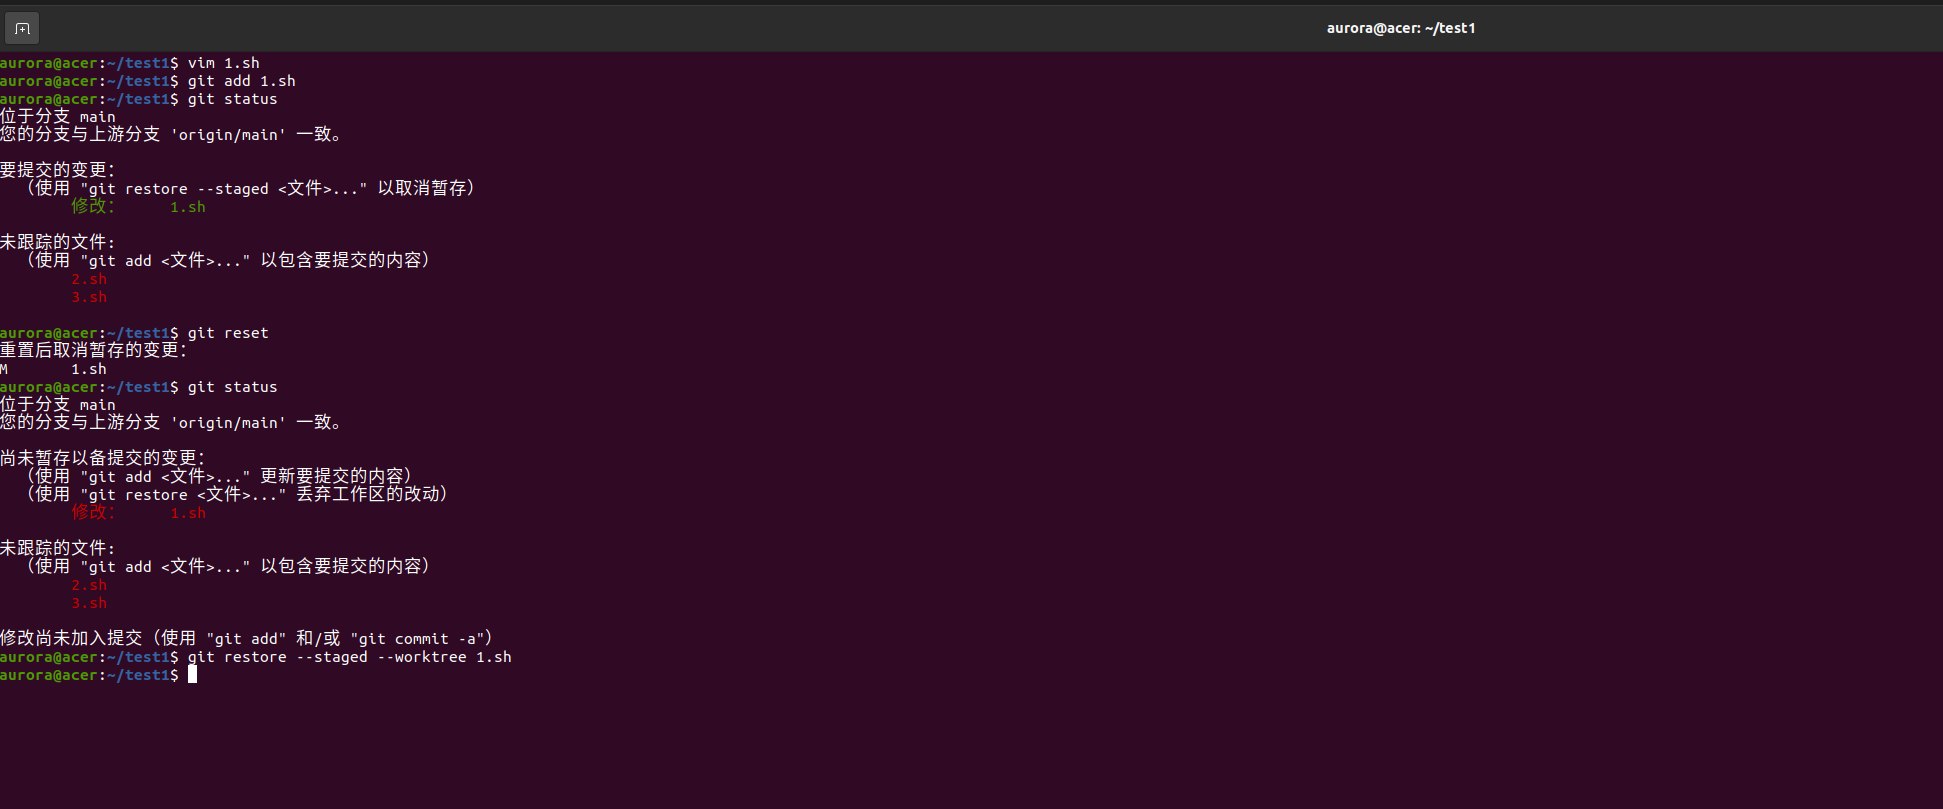 aurora@acer: ~/test1
aurora@acer:~/test1$ vim 1.sh
aurora@acer:~/test1$ git add 1.sh
aurora@acer:~/test1$ git status
位于分支 main
您的分支与上游分支 'origin/main' 一致。
要提交的变更：
（使用 "git restore --staged <文件>..." 以取消暂存）
修改：     1.sh
未跟踪的文件:
（使用 "git add <文件>..." 以包含要提交的内容）
2.sh
3.sh
aurora@acer:~/test1$ git reset
重置后取消暂存的变更：
M       1.sh
aurora@acer:~/test1$ git status
位于分支 main
您的分支与上游分支 'origin/main' 一致。
尚未暂存以备提交的变更：
（使用 "git add <文件>..." 更新要提交的内容）
（使用 "git restore <文件>..." 丢弃工作区的改动）
修改：     1.sh
未跟踪的文件:
（使用 "git add <文件>..." 以包含要提交的内容）
2.sh
3.sh
修改尚未加入提交（使用 "git add" 和/或 "git commit -a"）
aurora@acer:~/test1$ git restore --staged --worktree 1.sh
aurora@acer:~/test1$